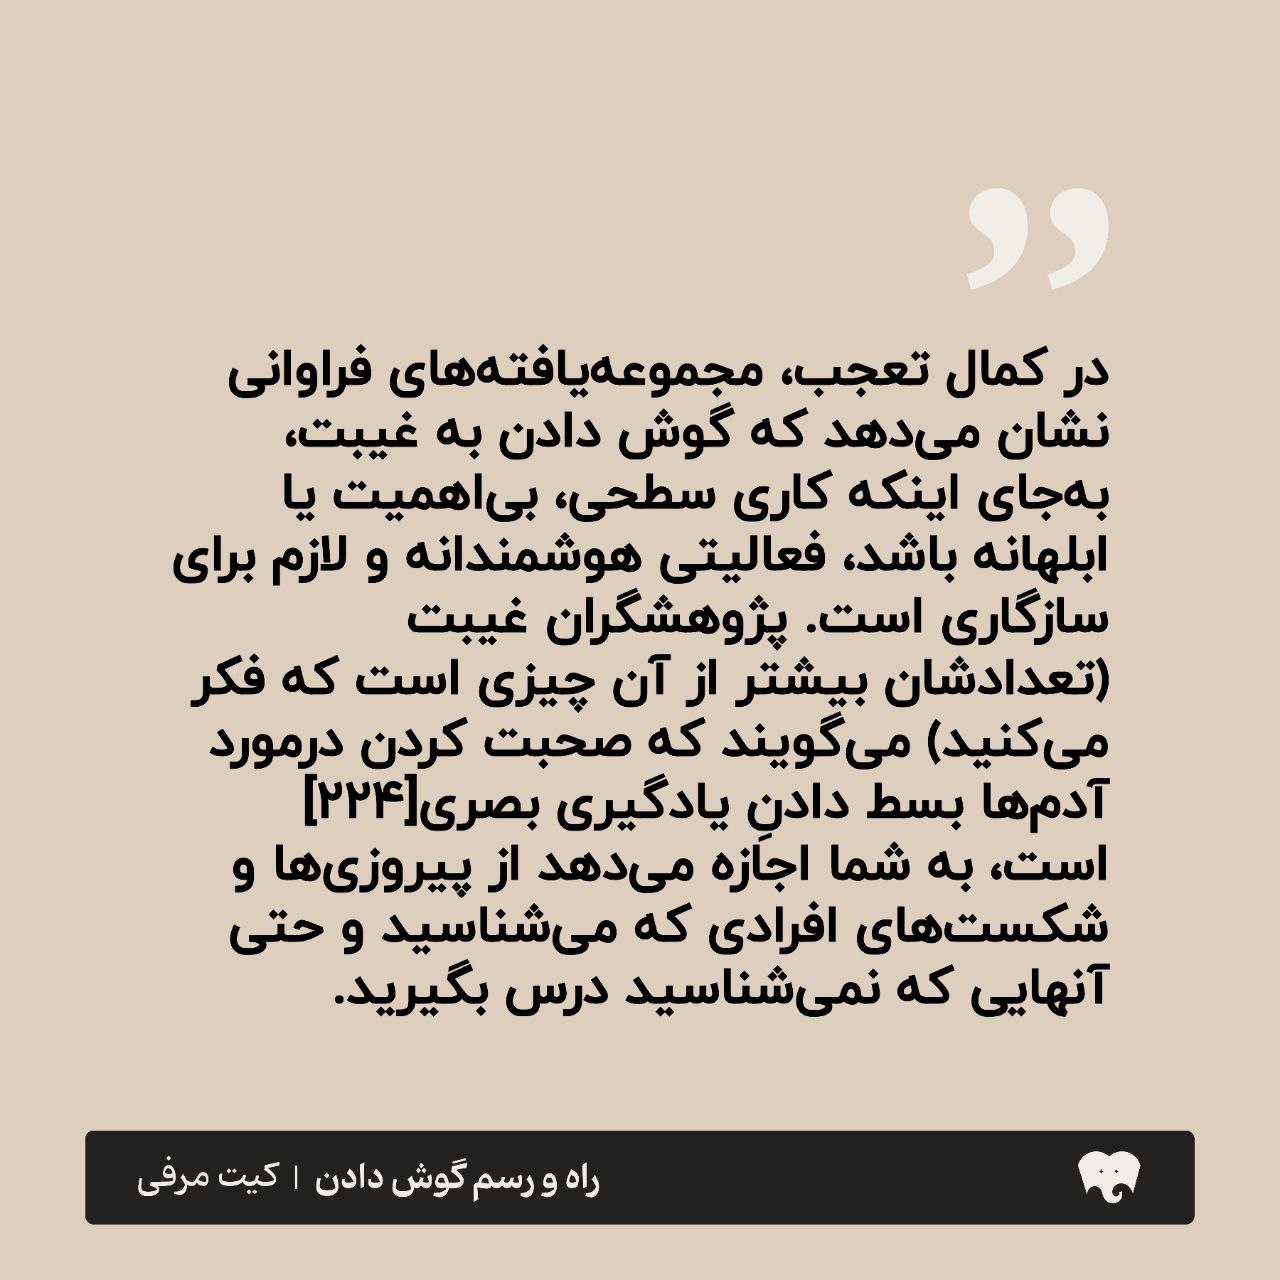 ”
در کمال تعجب، مجموعه‌یافته‌های فراوانی
نشان می‌دهد که گوش دادن به غیبت،
به‌جای اینکه کاری سطحی، بی‌اهمیت یا
ابلهانه باشد، فعالیتی هوشمندانه و لازم برای
سازگاری است. پژوهشگران غیبت
(تعدادشان بیشتر از آن چیزی است که فکر
می‌کنید) می‌گویند که صحبت کردن درمورد
آدم‌ها بسط دادنِ یادگیری بصری[۲۲۴]
است، به شما اجازه می‌دهد از پیروزی‌ها و
شکست‌های افرادی که می‌شناسید و حتی
آنهایی که نمی‌شناسید درس بگیرید.
راه و رسم گوش دادن | کیت مرفی